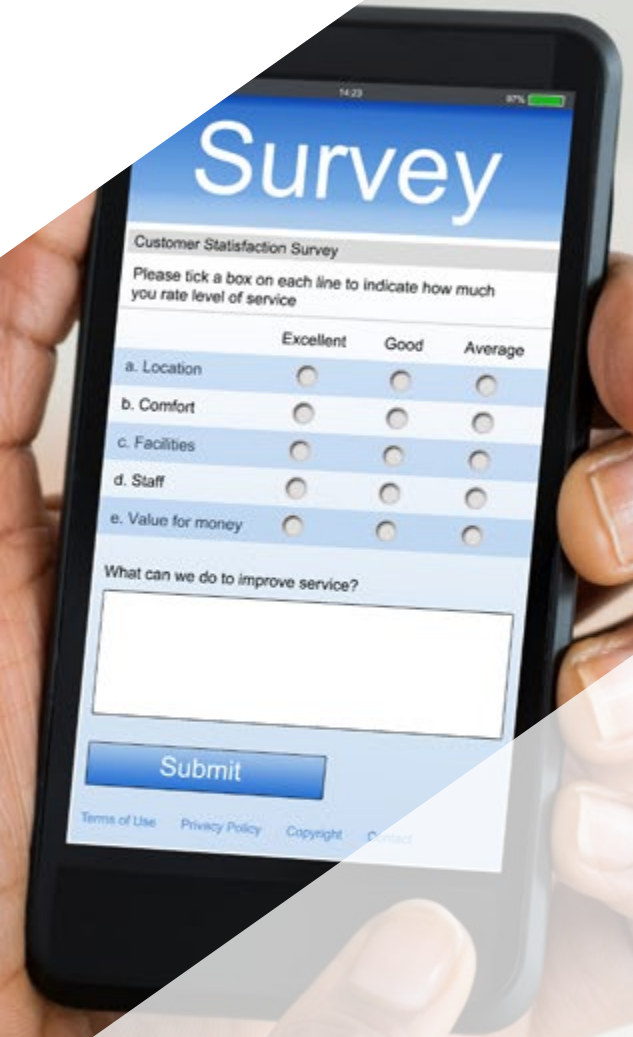 14:23 97%
Survey
Customer Statisfaction Survey
Please tick a box on each line to indicate how much
you rate level of service
Excellent Good Average
a. Location
b. Comfort
c. Facilities
d. Staff
e. Value for money
What can we do to improve service?
Submit
Terms of Use Privacy Policy Copyright Contact